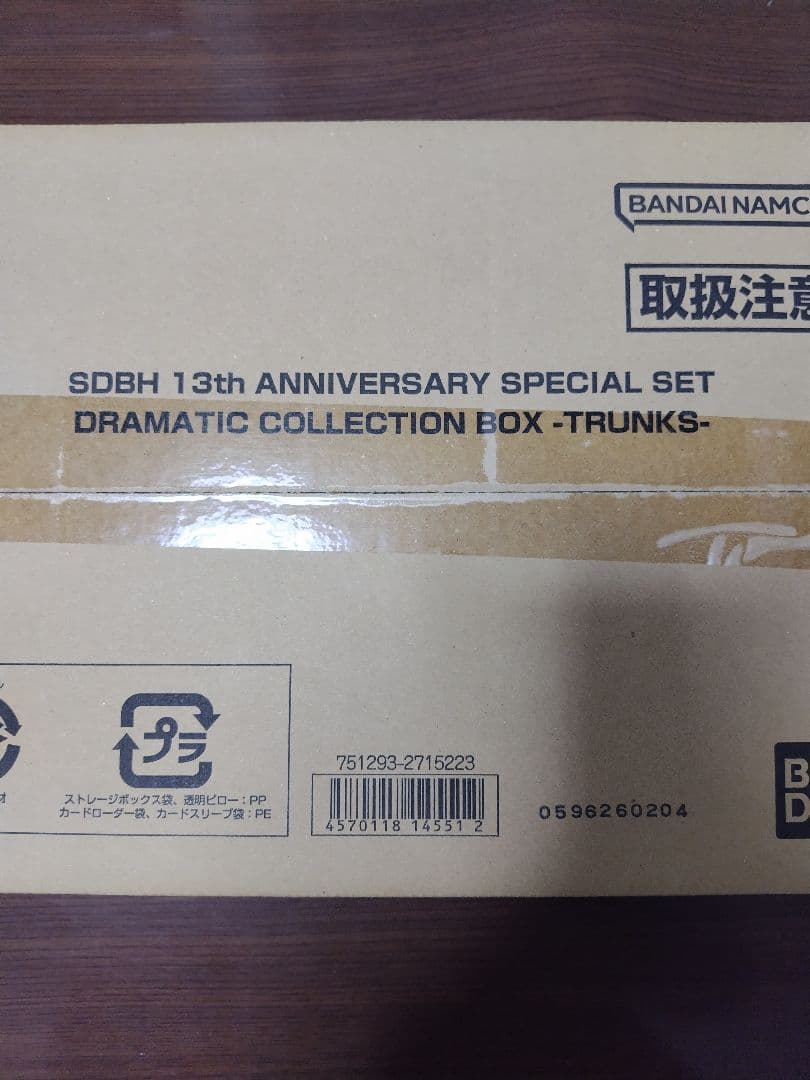 BANDAI NAMC
取扱注意
SDBH 13th ANNIVERSARY SPECIAL SET
DRAMATIC COLLECTION BOX -TRUNKS-
プラ
ストレージボックス袋、透明ピロー:PP
カードローダー袋、カードスリーブ袋:PE
751293-2715223
4570118 14551 2
0596260204